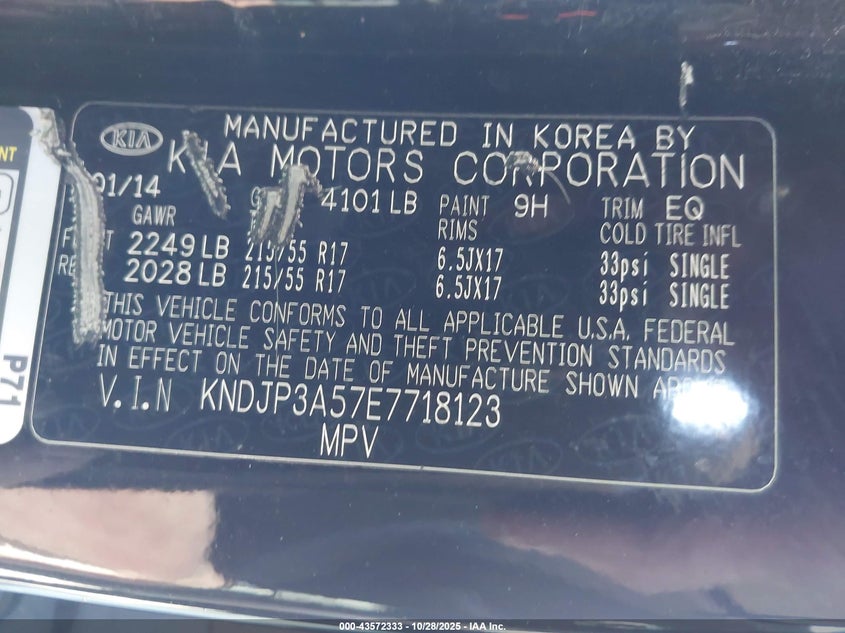 KIA
MANUFACTURED IN KOREA BY
KIA MOTORS CORPORATION
01/14 4101 LB PAINT 9H TRIM EQ
GAWR RIMS COLD TIRE INFL
2249 LB 215/55 R17 6.5JX17 33psi SINGLE
2028 LB 215/55 R17 6.5JX17 33psi SINGLE
THIS VEHICLE CONFORMS TO ALL APPLICABLE U.S.A. FEDERAL
MOTOR VEHICLE SAFETY AND THEFT PREVENTION STANDARDS
IN EFFECT ON THE DATE OF MANUFACTURE SHOWN
V.I.N KNDJP3A57E7718123
MPV
P71
000-43572333 - 10/28/2025 - IAA Inc.